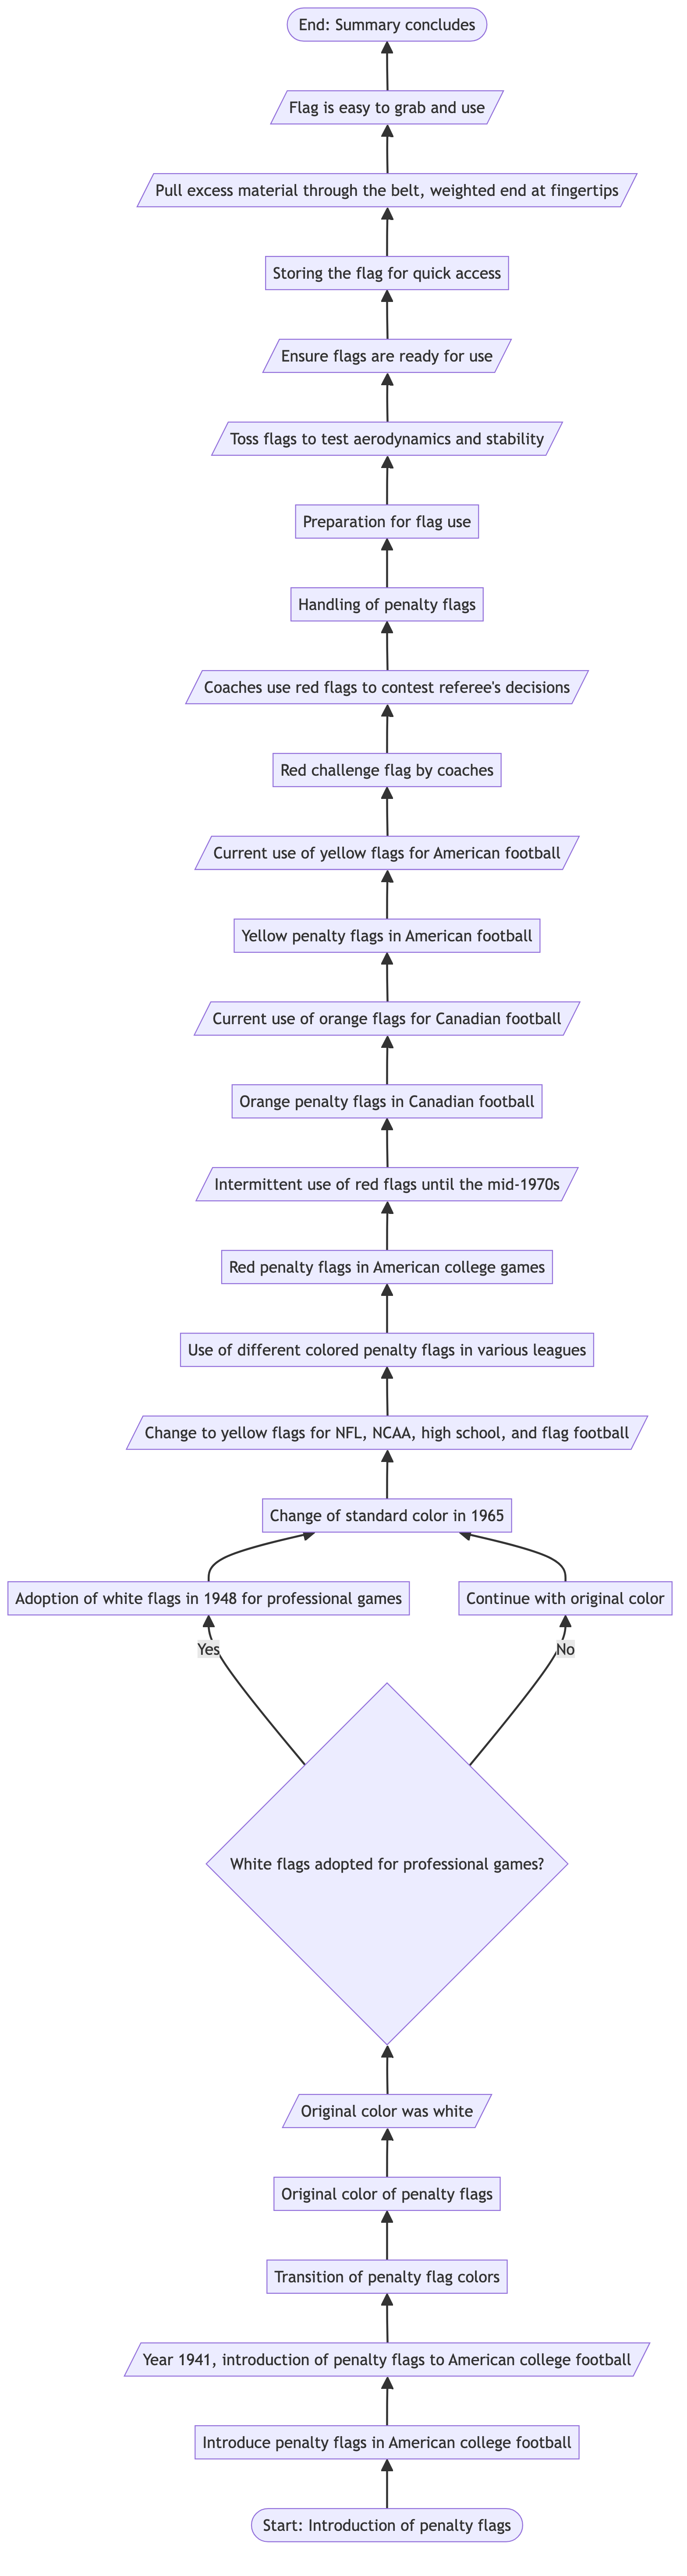 End: Summary concludes
Flag is easy to grab and use
Pull excess material through the belt, weighted end at fingertips
Storing the flag for quick access
Ensure flags are ready for use
Toss flags to test aerodynamics and stability
Preparation for flag use
Handling of penalty flags
Coaches use red flags to contest referee's decisions
Red challenge flag by coaches
Current use of yellow flags for American football
Yellow penalty flags in American football
Current use of orange flags for Canadian football
Orange penalty flags in Canadian football
Intermittent use of red flags until the mid-1970s
Red penalty flags in American college games
Use of different colored penalty flags in various leagues
Change to yellow flags for NFL, NCAA, high school, and flag football
Change of standard color in 1965
Adoption of white flags in 1948 for professional games
Continue with original color
Yes
No
White flags adopted for professional games?
Original color was white
Original color of penalty flags
Transition of penalty flag colors
Year 1941, introduction of penalty flags to American college football
Introduce penalty flags in American college football
Start: Introduction of penalty flags